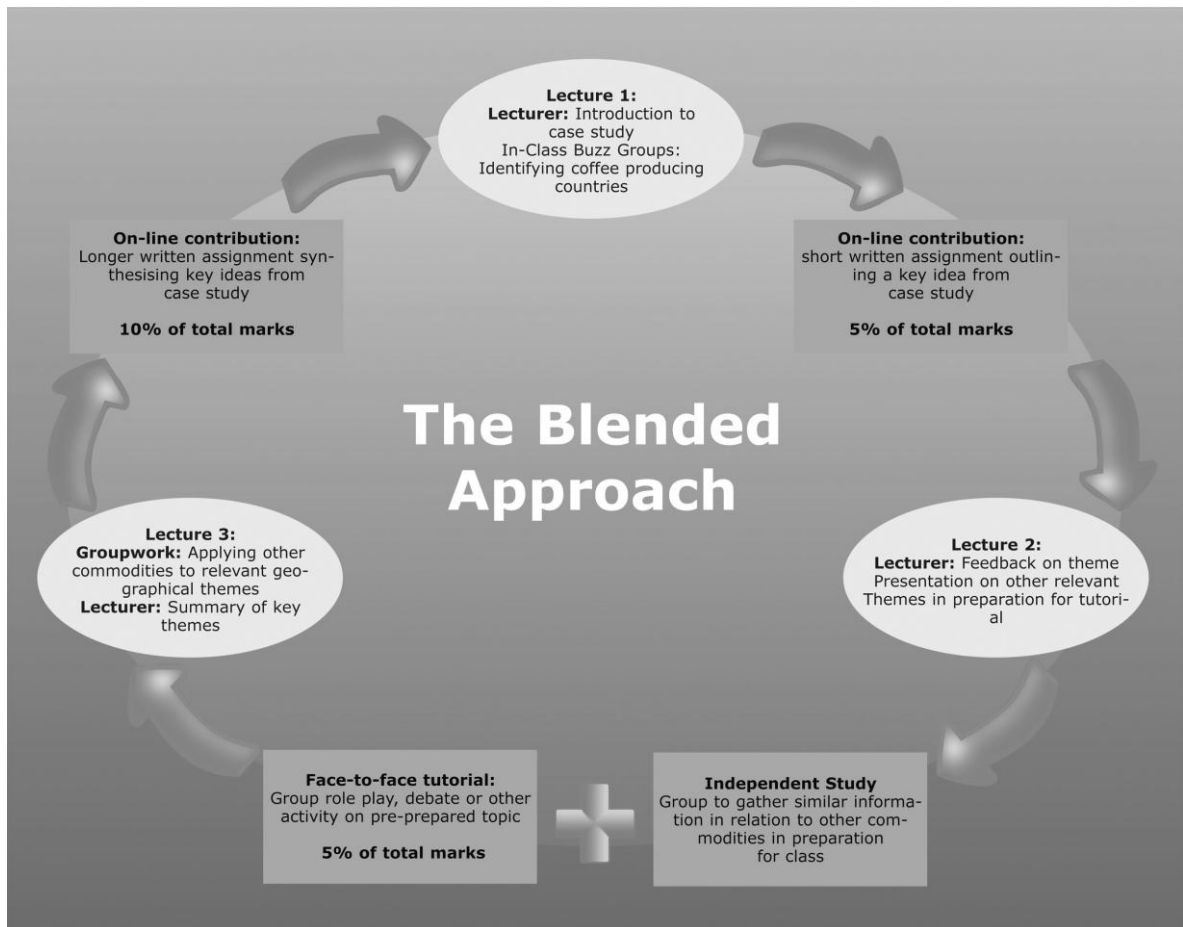 Lecture 1:
Lecturer: Introduction to
case study
In-Class Buzz Groups:
Identifying coffee producing
countries
On-line contribution:
short written assignment outlin-
ing a key idea from
case study
5% of total marks
Lecture 2:
Lecturer: Feedback on theme
Presentation on other relevant
Themes in preparation for tutori-
al
Independent Study
Group to gather similar informa-
tion in relation to other com-
modities in preparation
for class
Face-to-face tutorial:
Group role play, debate or other
activity on pre-prepared topic
5% of total marks
Lecture 3:
Groupwork: Applying other
commodities to relevant geo-
graphical themes
Lecturer: Summary of key
themes
On-line contribution:
Longer written assignment syn-
thesising key ideas from
case study
10% of total marks
The Blended
Approach